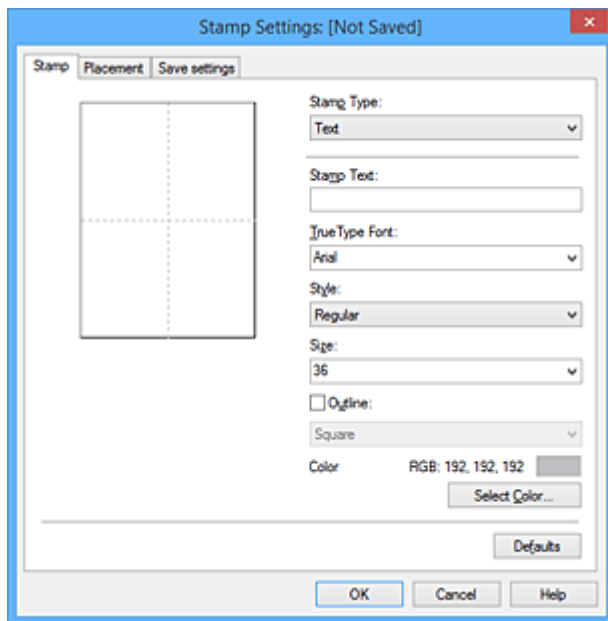 Stamp Settings: [Not Saved]
Stamp Placement Save settings
Stamp Type:
Text
Stamp Text:
TrueType Font:
Arial
Style:
Regular
Size:
36
Outline:
Square
Color RGB: 192, 192, 192
Select Color...
Defaults
OK Cancel Help